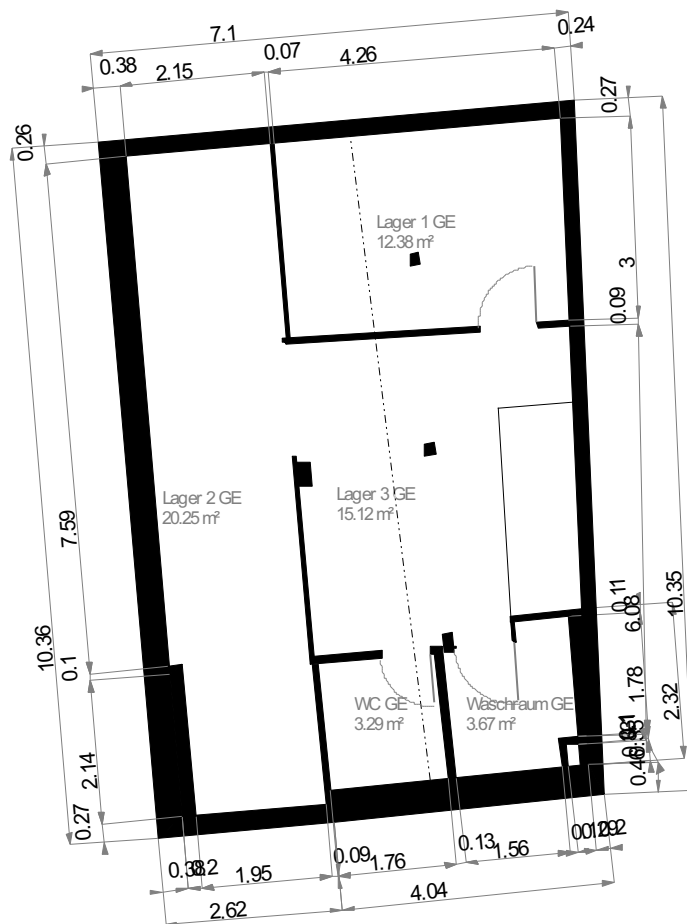 7.1
0.38
2.15
0.07
4.26
0.24
0.26
0.27
Lager 1 GE
12.38 m²
3
0.09
Lager 2 GE
20.25 m²
Lager 3 GE
15.12 m²
7.59
10.36
0.1
0.11
6.08
10.35
1.78
2.32
WC GE
3.29 m²
Waschraum GE
3.67 m²
2.14
0.27
0.09
1.76
0.13
1.56
1.95
2.62
4.04